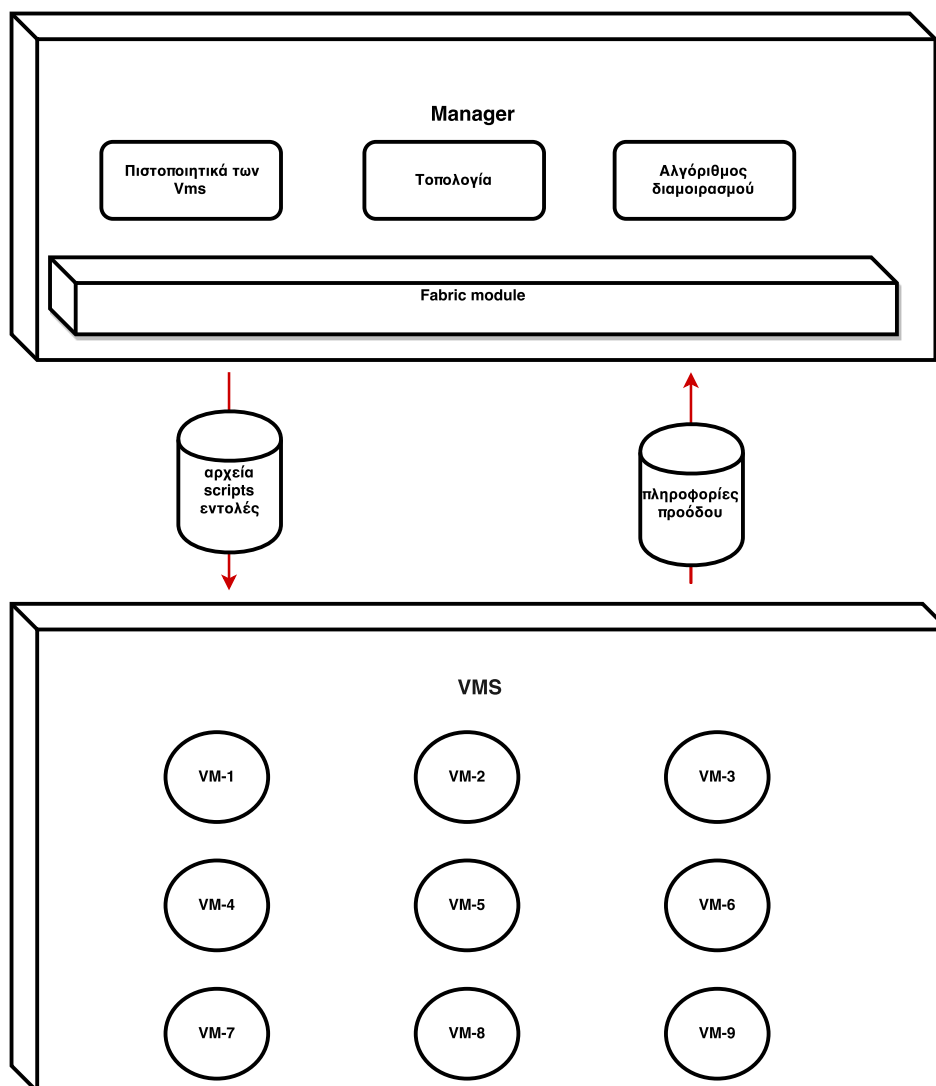 Manager
Πιστοποιητικά των
Vms
Τοπολογία
Αλγόριθμος
διαμοιρασμού
Fabric module
αρχεία
scripts
εντολές
πληροφορίες
προόδου
VMS
VM-1
VM-2
VM-3
VM-4
VM-5
VM-6
VM-7
VM-8
VM-9